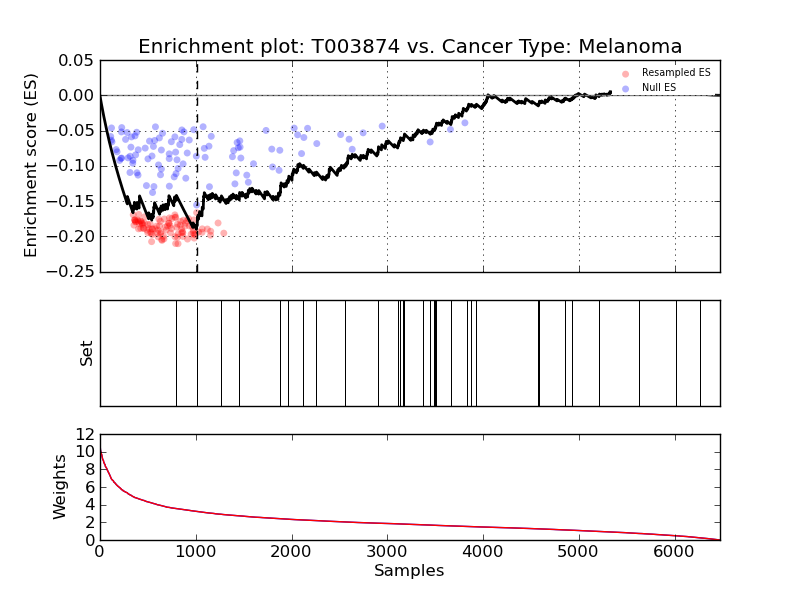 Enrichment plot: T003874 vs. Cancer Type: Melanoma
Enrichment score (ES)
0.05
0.00
−0.05
−0.10
−0.15
−0.20
−0.25
Resampled ES
Null ES
Set
Weights
12
10
8
6
4
2
0
0 1000 2000 3000 4000 5000 6000
Samples